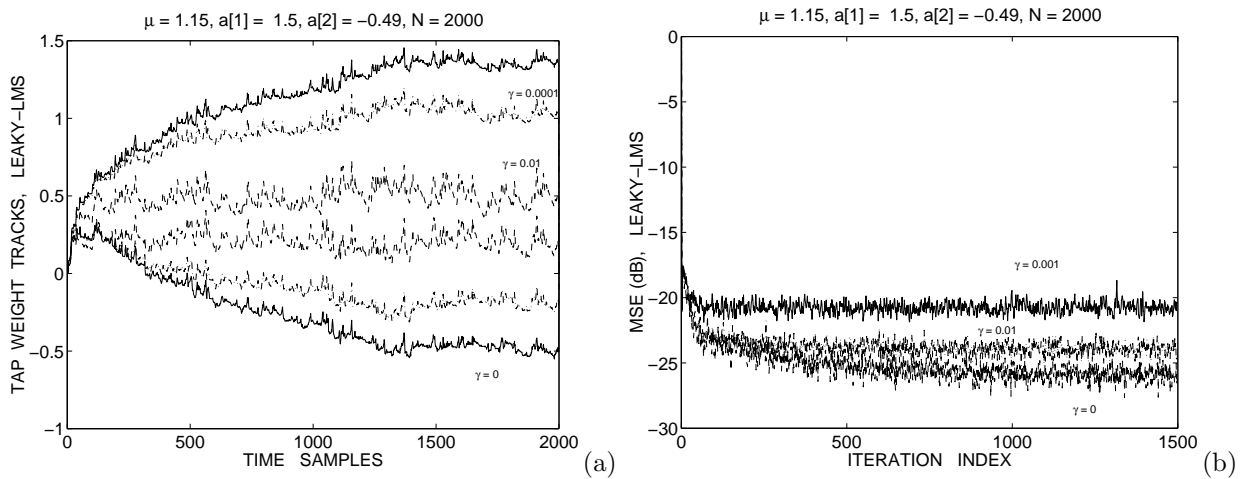 μ = 1.15, a[1] = 1.5, a[2] = −0.49, N = 2000
TAP WEIGHT TRACKS, LEAKY−LMS
1.5
1
0.5
0
−0.5
−1
γ = 0.0001
γ = 0.01
γ = 0
0
500
1000
1500
2000
TIME SAMPLES
(a)
μ = 1.15, a[1] = 1.5, a[2] = −0.49, N = 2000
MSE (dB), LEAKY−LMS
0
−5
−10
−15
−20
−25
−30
γ = 0.001
γ = 0.01
γ = 0
0
500
1000
1500
ITERATION INDEX
(b)